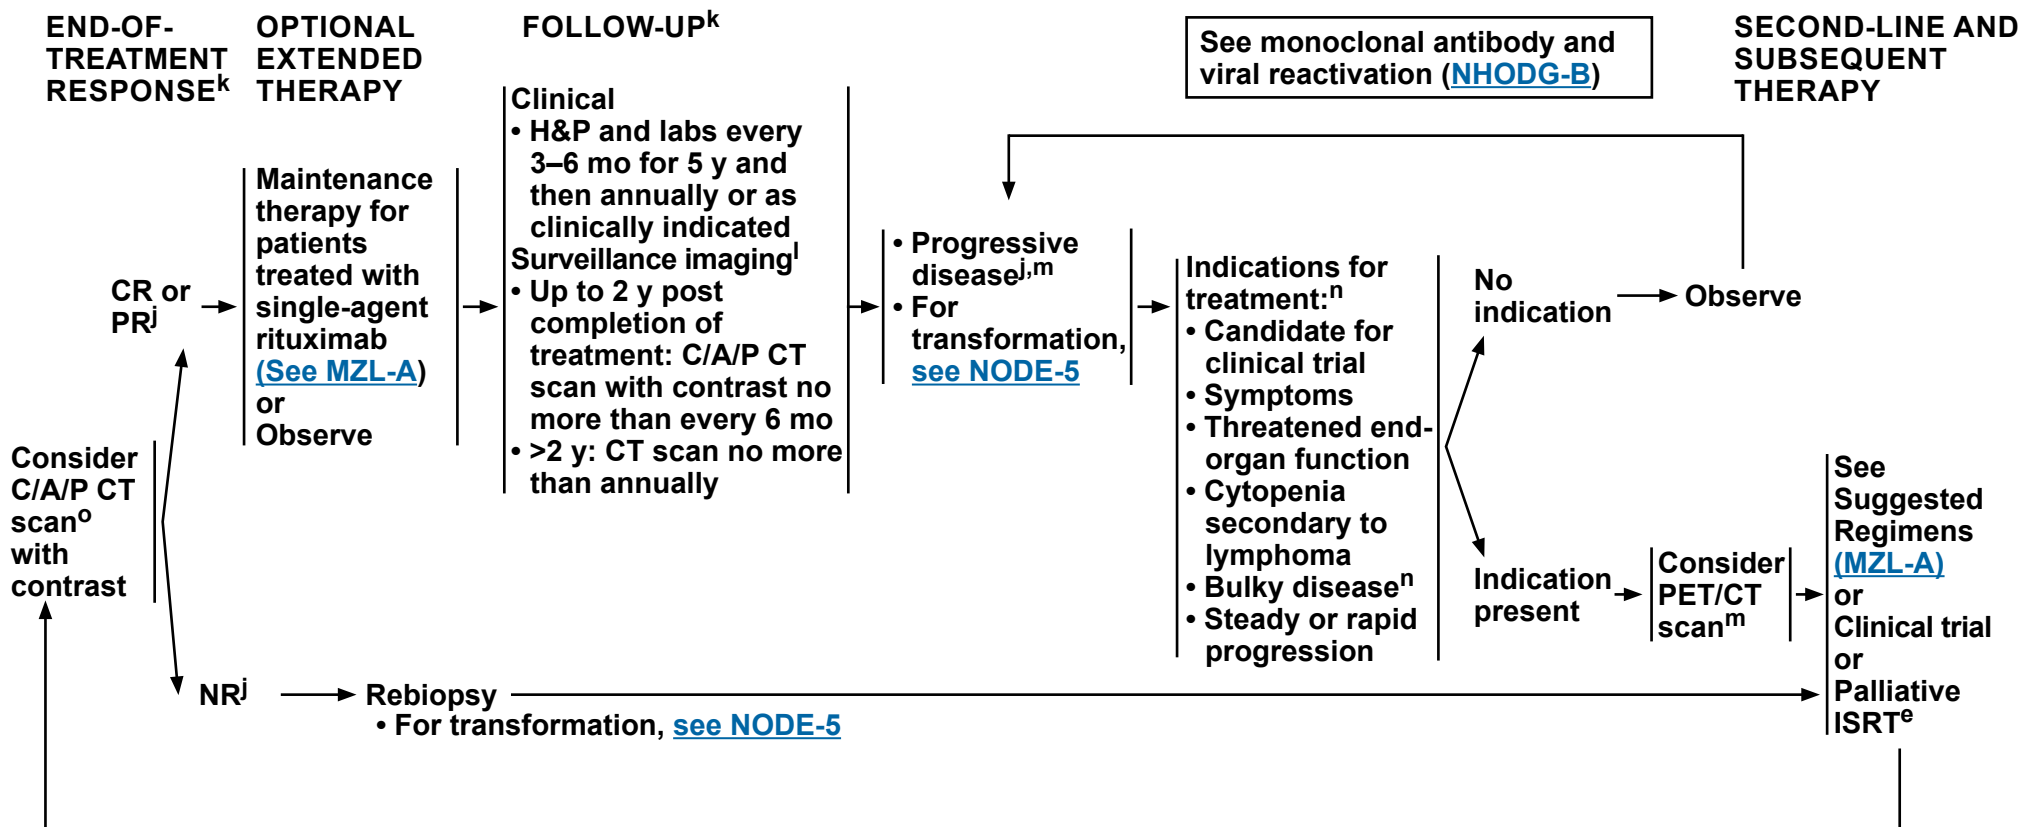 END-OF-
TREATMENT
RESPONSEᵏ
OPTIONAL
EXTENDED
THERAPY
FOLLOW-UPᵏ
See monoclonal antibody and
viral reactivation (NHODG-B)
SECOND-LINE AND
SUBSEQUENT
THERAPY
Consider
C/A/P CT
scanᵒ
with
contrast
CR or
PRʲ
Maintenance
therapy for
patients
treated with
single-agent
rituximab
(See MZL-A)
or
Observe
Clinical
• H&P and labs every
3–6 mo for 5 y and
then annually or as
clinically indicated
Surveillance imagingˡ
• Up to 2 y post
completion of
treatment: C/A/P CT
scan with contrast no
more than every 6 mo
• >2 y: CT scan no more
than annually
• Progressive
diseaseʲ,ᵐ
• For
transformation,
see NODE-5
Indications for
treatment:ⁿ
• Candidate for
clinical trial
• Symptoms
• Threatened end-
organ function
• Cytopenia
secondary to
lymphoma
• Bulky diseaseⁿ
• Steady or rapid
progression
No
indication
Observe
Indication
present
Consider
PET/CT
scanᵐ
See
Suggested
Regimens
(MZL-A)
or
Clinical trial
or
Palliative
ISRTᵉ
NRʲ
Rebiopsy
• For transformation, see NODE-5